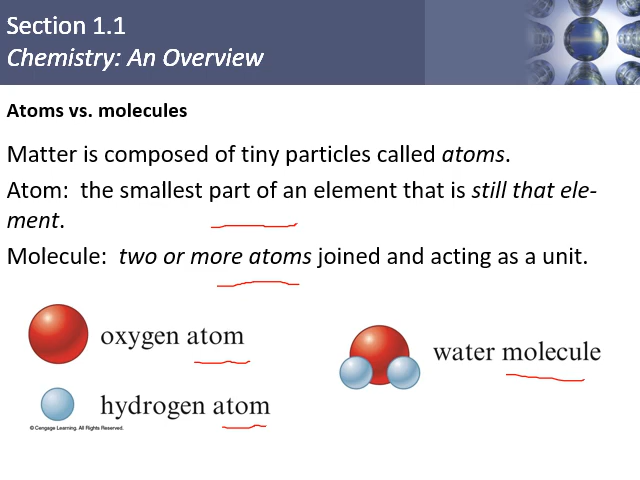 Section 1.1
Chemistry: An Overview
Atoms vs. molecules
Matter is composed of tiny particles called atoms.
Atom:  the smallest part of an element that is still that ele-
ment.
Molecule:  two or more atoms joined and acting as a unit.
oxygen atom
water molecule
hydrogen atom
© Cengage Learning. All Rights Reserved.